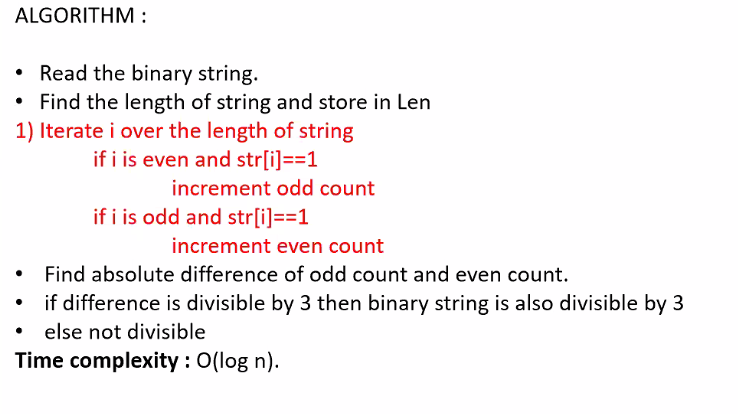 ALGORITHM :
• Read the binary string.
• Find the length of string and store in Len
1) Iterate i over the length of string
if i is even and str[i]==1
increment odd count
if i is odd and str[i]==1
increment even count
• Find absolute difference of odd count and even count.
• if difference is divisible by 3 then binary string is also divisible by 3
• else not divisible
Time complexity : O(log n).